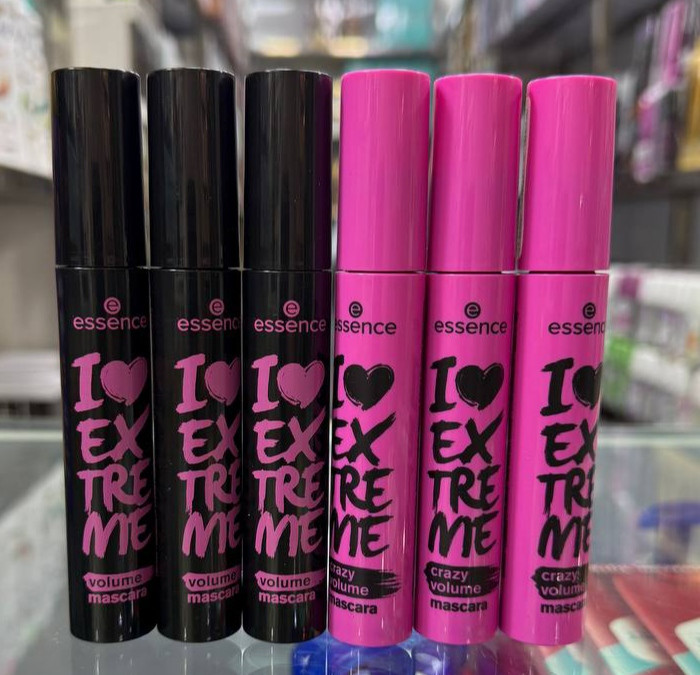 e
essence
I ♥
EX
TRE
ME
volume
mascara
e
essence
I ♥
EX
TRE
ME
volume
mascara
e
essence
I ♥
EX
TRE
ME
volume
mascara
e
essence
I ♥
EX
TRE
ME
crazy
volume
mascara
e
essence
I ♥
EX
TRE
ME
crazy
volume
mascara
e
essence
I ♥
EX
TRE
ME
crazy
volume
mascara